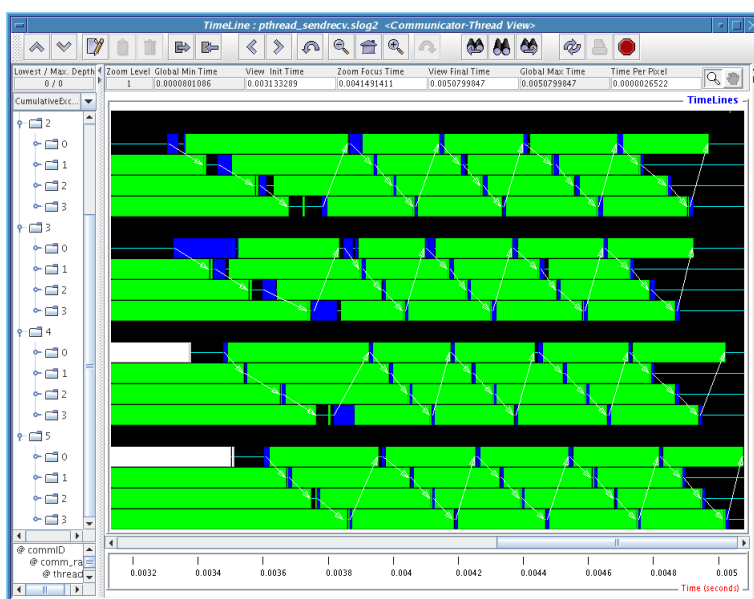 TimeLine : pthread_sendrecv.slog2 <Communicator-Thread View>
Lowest / Max. Depth Zoom Level Global Min Time View Init Time Zoom Focus Time View Final Time Global Max Time Time Per Pixel
0 / 0 1 0.0000801086 0.003133289 0.0041491411 0.0050799847 0.0050799847 0.0000026522
CumulativeExc... TimeLines
2
0
1
2
3
3
0
1
2
3
4
0
1
2
3
5
0
1
2
3
@ commID
@ comm_ra
@ thread
0.0032 0.0034 0.0036 0.0038 0.004 0.0042 0.0044 0.0046 0.0048 0.005
Time (seconds)